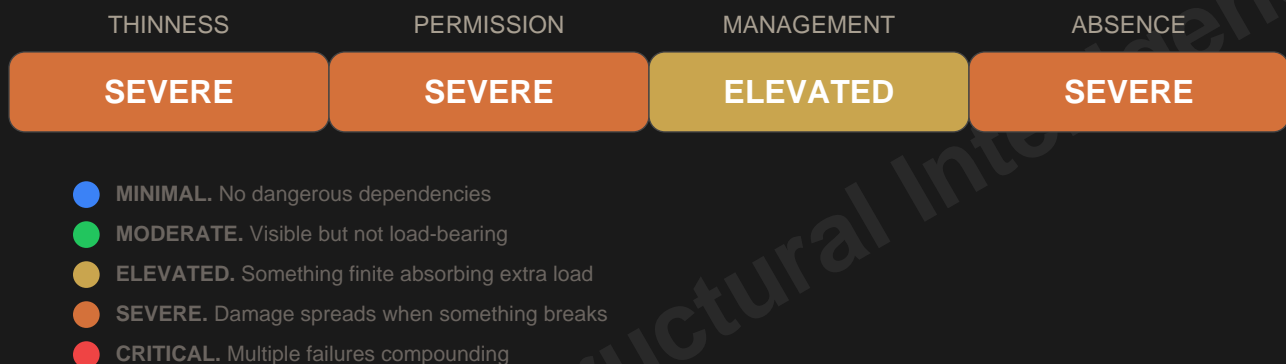 THINNESS PERMISSION MANAGEMENT ABSENCE
SEVERE SEVERE ELEVATED SEVERE
MINIMAL. No dangerous dependencies
MODERATE. Visible but not load-bearing
ELEVATED. Something finite absorbing extra load
SEVERE. Damage spreads when something breaks
CRITICAL. Multiple failures compounding